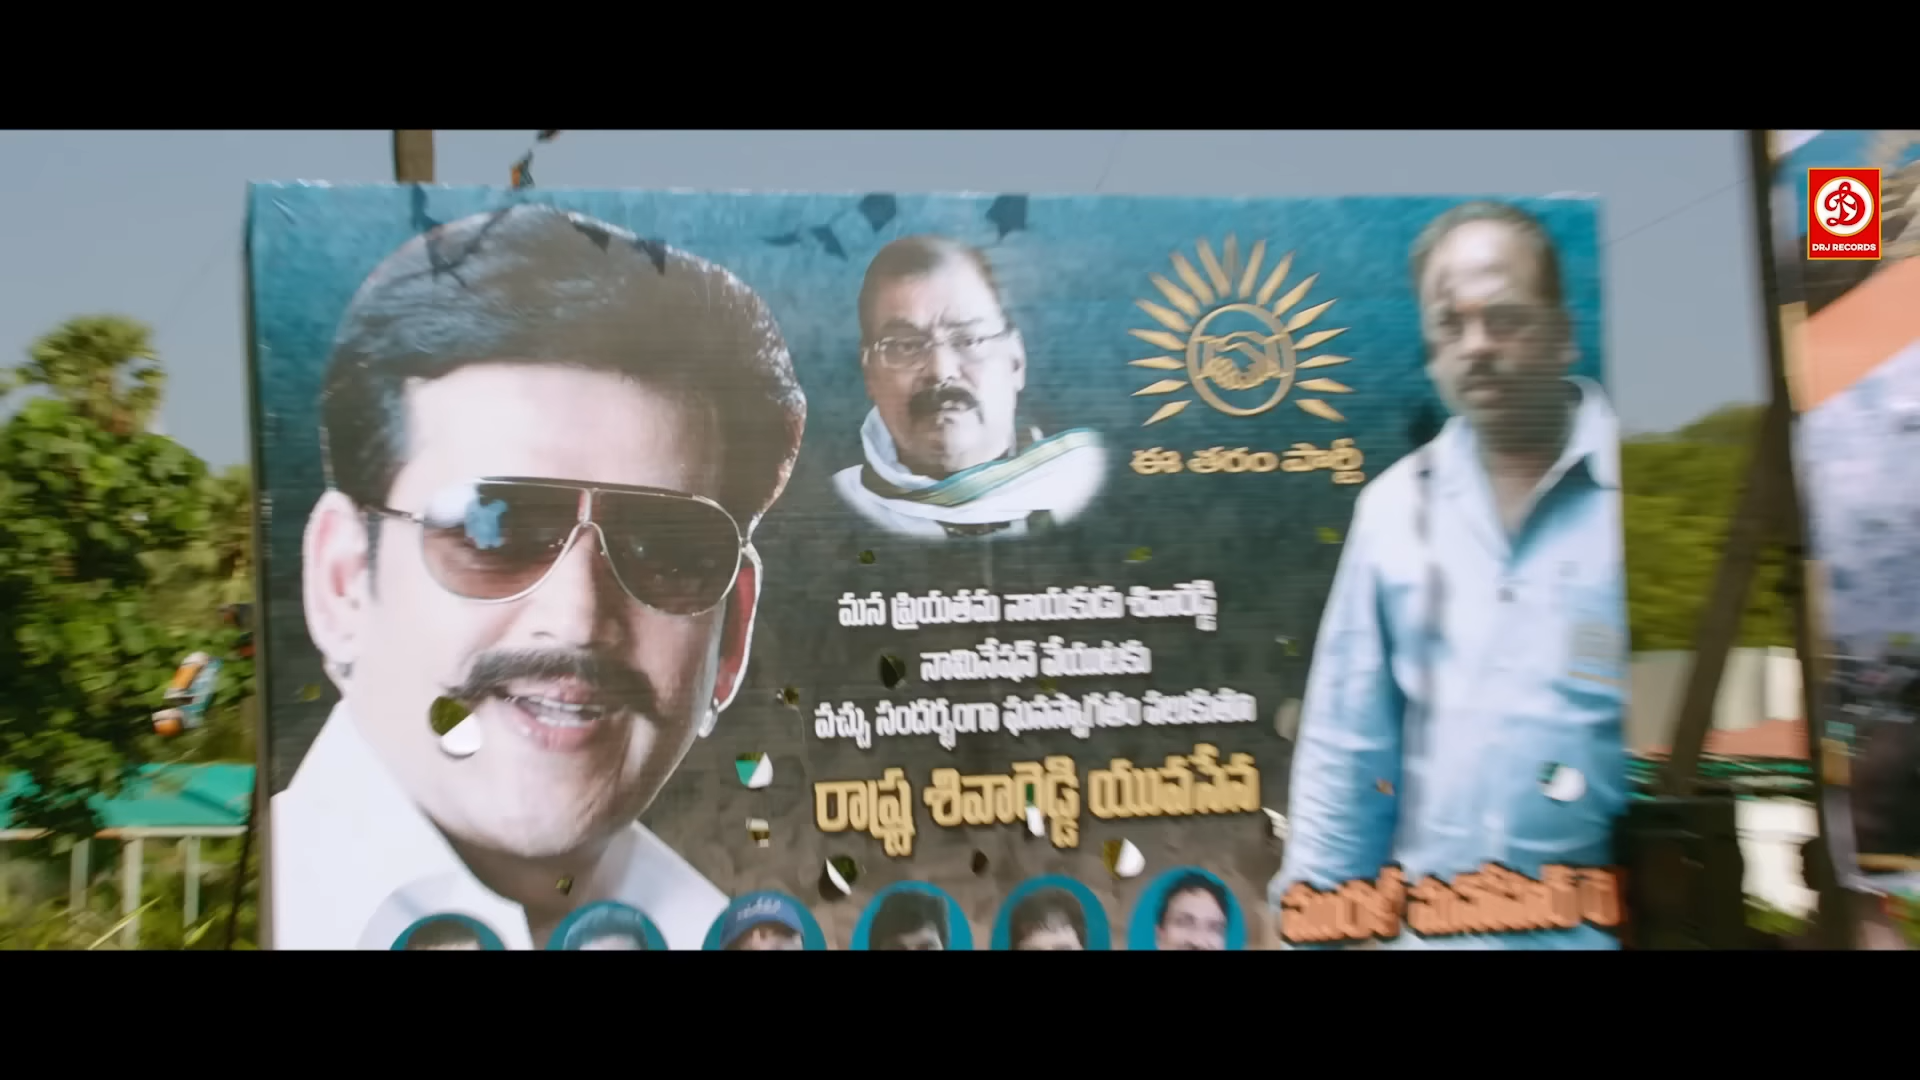 DRJ RECORDS
ఈ తరం పార్టీ
మన ప్రియతమ నాయకుడు శివారెడ్డి
నామినేషన్ వేయుటకు
వచ్చు సందర్భంగా ఘనస్వాగతం పలుకుతూ
రాష్ట్ర శివారెడ్డి యువసేన